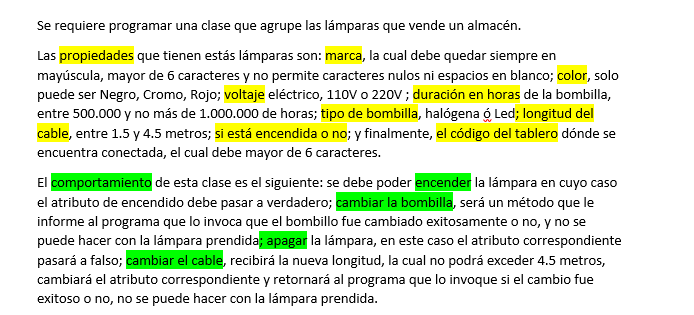 Se requiere programar una clase que agrupe las lámparas que vende un almacén.
Las propiedades que tienen estás lámparas son: marca, la cual debe quedar siempre en
mayúscula, mayor de 6 caracteres y no permite caracteres nulos ni espacios en blanco; color, solo
puede ser Negro, Cromo, Rojo; voltaje eléctrico, 110V o 220V ; duración en horas de la bombilla,
entre 500.000 y no más de 1.000.000 de horas; tipo de bombilla, halógena ó Led; longitud del
cable, entre 1.5 y 4.5 metros; si está encendida o no; y finalmente, el código del tablero dónde se
encuentra conectada, el cual debe mayor de 6 caracteres.
El comportamiento de esta clase es el siguiente: se debe poder encender la lámpara en cuyo caso
el atributo de encendido debe pasar a verdadero; cambiar la bombilla, será un método que le
informe al programa que lo invoca que el bombillo fue cambiado exitosamente o no, y no se
puede hacer con la lámpara prendida; apagar la lámpara, en este caso el atributo correspondiente
pasará a falso; cambiar el cable, recibirá la nueva longitud, la cual no podrá exceder 4.5 metros,
cambiará el atributo correspondiente y retornará al programa que lo invoque si el cambio fue
exitoso o no, no se puede hacer con la lámpara prendida.